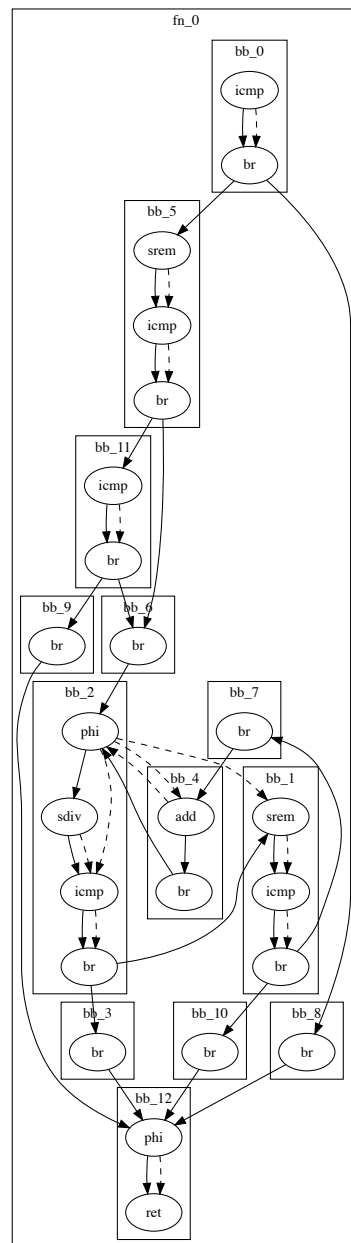 fn_0
bb_0
icmp
br
bb_5
srem
icmp
br
bb_11
icmp
br
bb_9
br
bb_6
br
bb_2
phi
sdiv
icmp
br
bb_7
br
bb_4
add
br
bb_1
srem
icmp
br
bb_3
br
bb_10
br
bb_8
br
bb_12
phi
ret